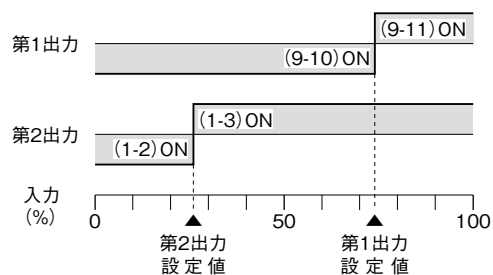 第1出力
(9-11)ON
(9-10)ON
第2出力
(1-3)ON
(1-2)ON
入力
(%)
0
50
100
第2出力
設定値
第1出力
設定値